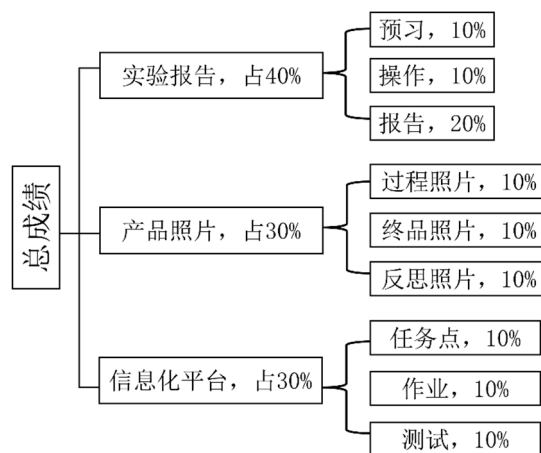 总成绩
实验报告，占40%
预习，10%
操作，10%
报告，20%
产品照片，占30%
过程照片，10%
终品照片，10%
反思照片，10%
信息化平台，占30%
任务点，10%
作业，10%
测试，10%